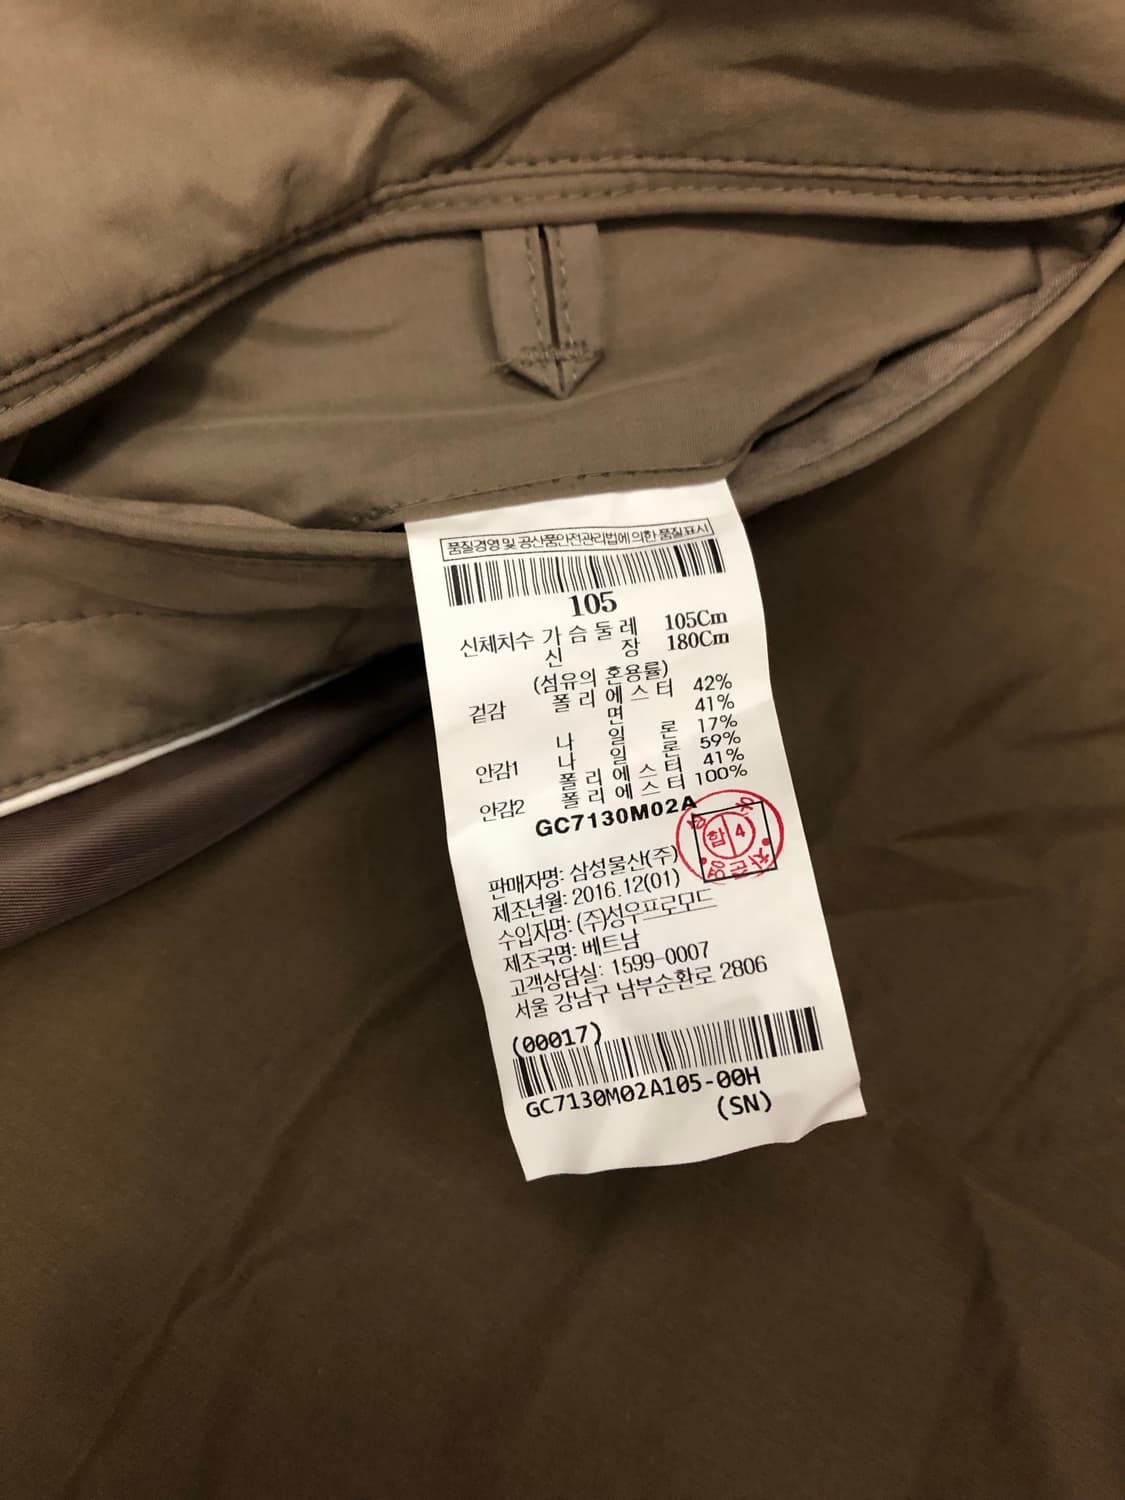 품질경영 및 공산품안전관리법에 의한 품질표시
105
신체치수 가슴둘레 105Cm
신장 180Cm
(섬유의 혼용률)
겉감 폴리에스터 42%
면 41%
나일론 17%
안감1 나일론 59%
폴리에스터 41%
안감2 폴리에스터 100%
GC7130M02A
합 4
판매자명: 삼성물산(주)
제조년월: 2016.12(01)
수입자명: (주)성우프로모드
제조국명: 베트남
고객상담실: 1599-0007
서울 강남구 남부순환로 2806
(00017)
GC7130M02A105-00H
(SN)